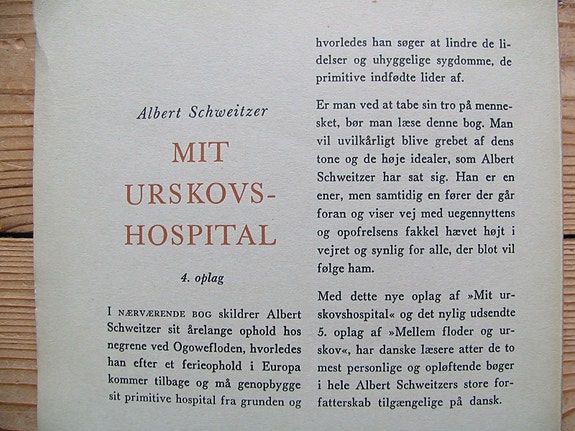 Albert Schweitzer
MIT
URSKOVS-
HOSPITAL
4. oplag
I NÆRVÆRENDE BOG skildrer Albert
Schweitzer sit årelange ophold hos
negrene ved Ogowefloden, hvorledes
han efter et ferieophold i Europa
kommer tilbage og må genopbygge
sit primitive hospital fra grunden og
hvorledes han søger at lindre de li-
delser og uhyggelige sygdomme, de
primitive indfødte lider af.
Er man ved at tabe sin tro på menne-
sket, bør man læse denne bog. Man
vil uvilkårligt blive grebet af dens
tone og de høje idealer, som Albert
Schweitzer har sat sig. Han er en
ener, men samtidig en fører der går
foran og viser vej med uegennyttens
og opofrelsens fakkel hævet højt i
vejret og synlig for alle, der blot vil
følge ham.
Med dette nye oplag af »Mit ur-
skovshospital« og det nylig udsendte
5. oplag af »Mellem floder og ur-
skov«, har danske læsere atter de to
mest personlige og opløftende bøger
i hele Albert Schweitzers store for-
fatterskab tilgængelige på dansk.